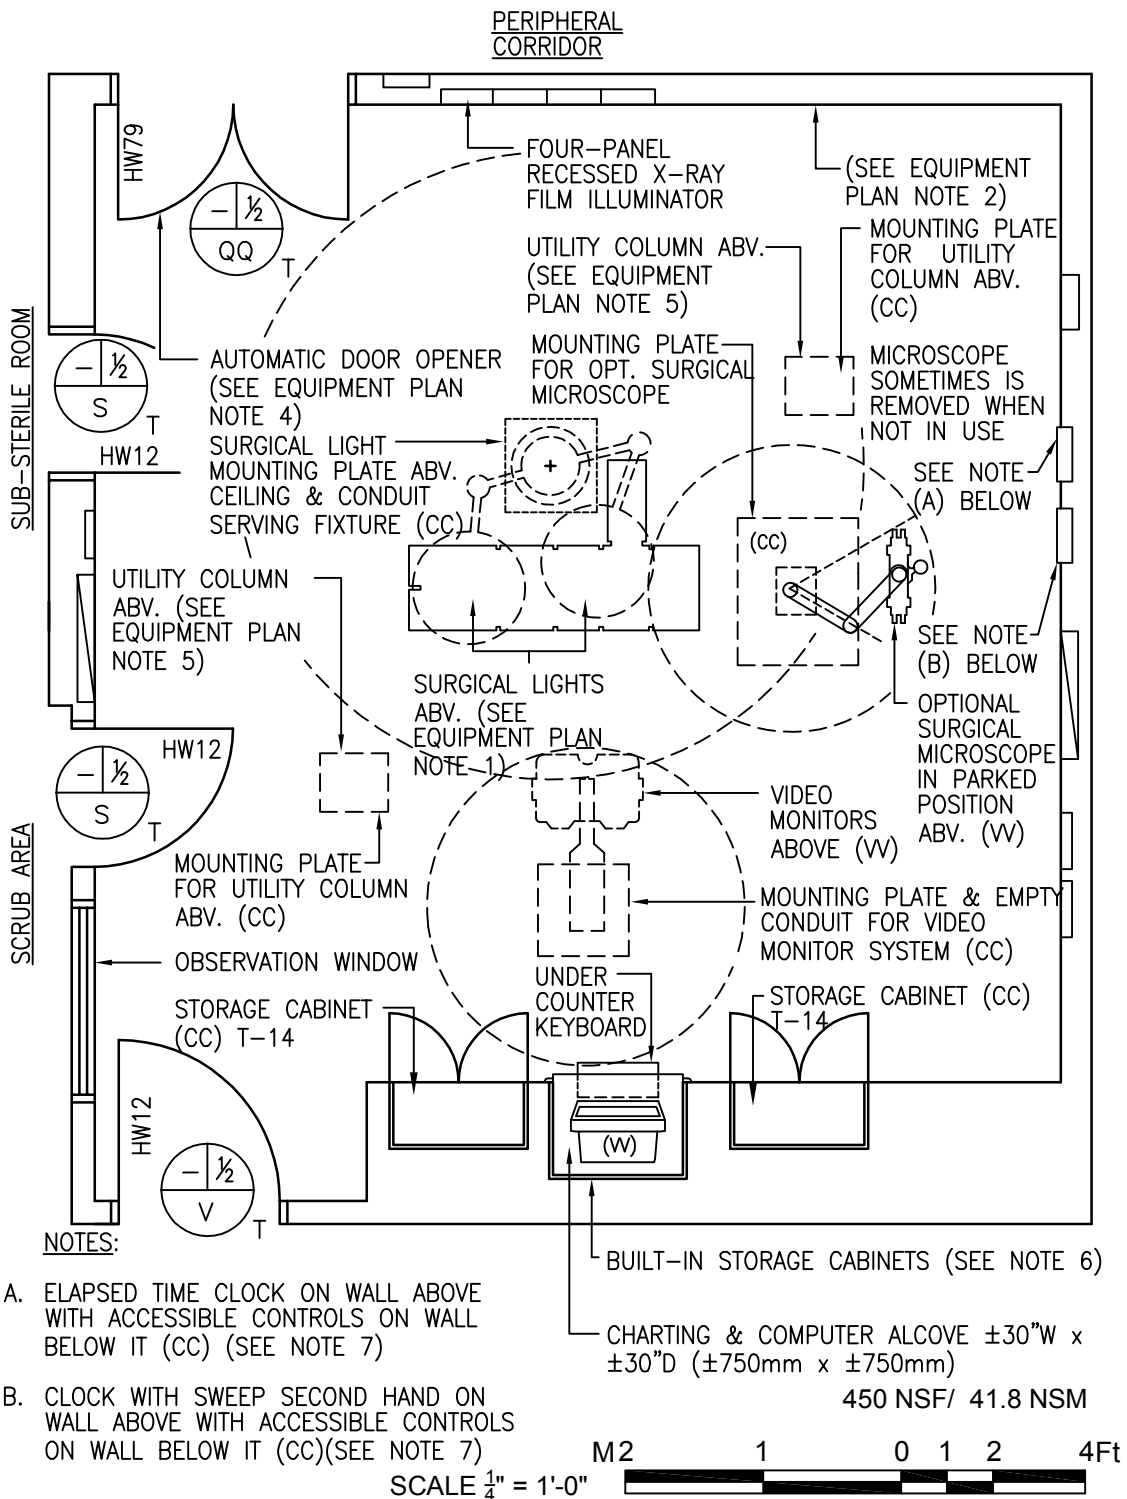 PERIPHERAL
CORRIDOR
HW79
- ½
QQ
T
FOUR-PANEL
RECESSED X-RAY
FILM ILLUMINATOR
(SEE EQUIPMENT
PLAN NOTE 2)
UTILITY COLUMN ABV.
(SEE EQUIPMENT
PLAN NOTE 5)
MOUNTING PLATE
FOR UTILITY
COLUMN ABV.
(CC)
SUB-STERILE ROOM
- ½
S
T
HW12
AUTOMATIC DOOR OPENER
(SEE EQUIPMENT PLAN
NOTE 4)
MOUNTING PLATE
FOR OPT. SURGICAL
MICROSCOPE
MICROSCOPE
SOMETIMES IS
REMOVED WHEN
NOT IN USE
SURGICAL LIGHT
MOUNTING PLATE ABV.
CEILING & CONDUIT
SERVING FIXTURE (CC)
SEE NOTE
(A) BELOW
(CC)
UTILITY COLUMN
ABV. (SEE
EQUIPMENT PLAN
NOTE 5)
SEE NOTE
(B) BELOW
SURGICAL LIGHTS
ABV. (SEE
EQUIPMENT PLAN
NOTE 1)
OPTIONAL
SURGICAL
MICROSCOPE
IN PARKED
POSITION
ABV. (VV)
HW12
- ½
S
T
VIDEO
MONITORS
ABOVE (VV)
SCRUB AREA
MOUNTING PLATE
FOR UTILITY COLUMN
ABV. (CC)
MOUNTING PLATE & EMPTY
CONDUIT FOR VIDEO
MONITOR SYSTEM (CC)
OBSERVATION WINDOW
UNDER
COUNTER
KEYBOARD
STORAGE CABINET
(CC) T-14
STORAGE CABINET (CC)
T-14
HW12
- ½
V
T
(VV)
BUILT-IN STORAGE CABINETS (SEE NOTE 6)
CHARTING & COMPUTER ALCOVE ±30"W x
±30"D (±750mm x ±750mm)
NOTES:
A. ELAPSED TIME CLOCK ON WALL ABOVE
WITH ACCESSIBLE CONTROLS ON WALL
BELOW IT (CC) (SEE NOTE 7)
B. CLOCK WITH SWEEP SECOND HAND ON
WALL ABOVE WITH ACCESSIBLE CONTROLS
ON WALL BELOW IT (CC)(SEE NOTE 7)
450 NSF/ 41.8 NSM
SCALE ¼" = 1'-0"
M2 1 0 1 2 4Ft